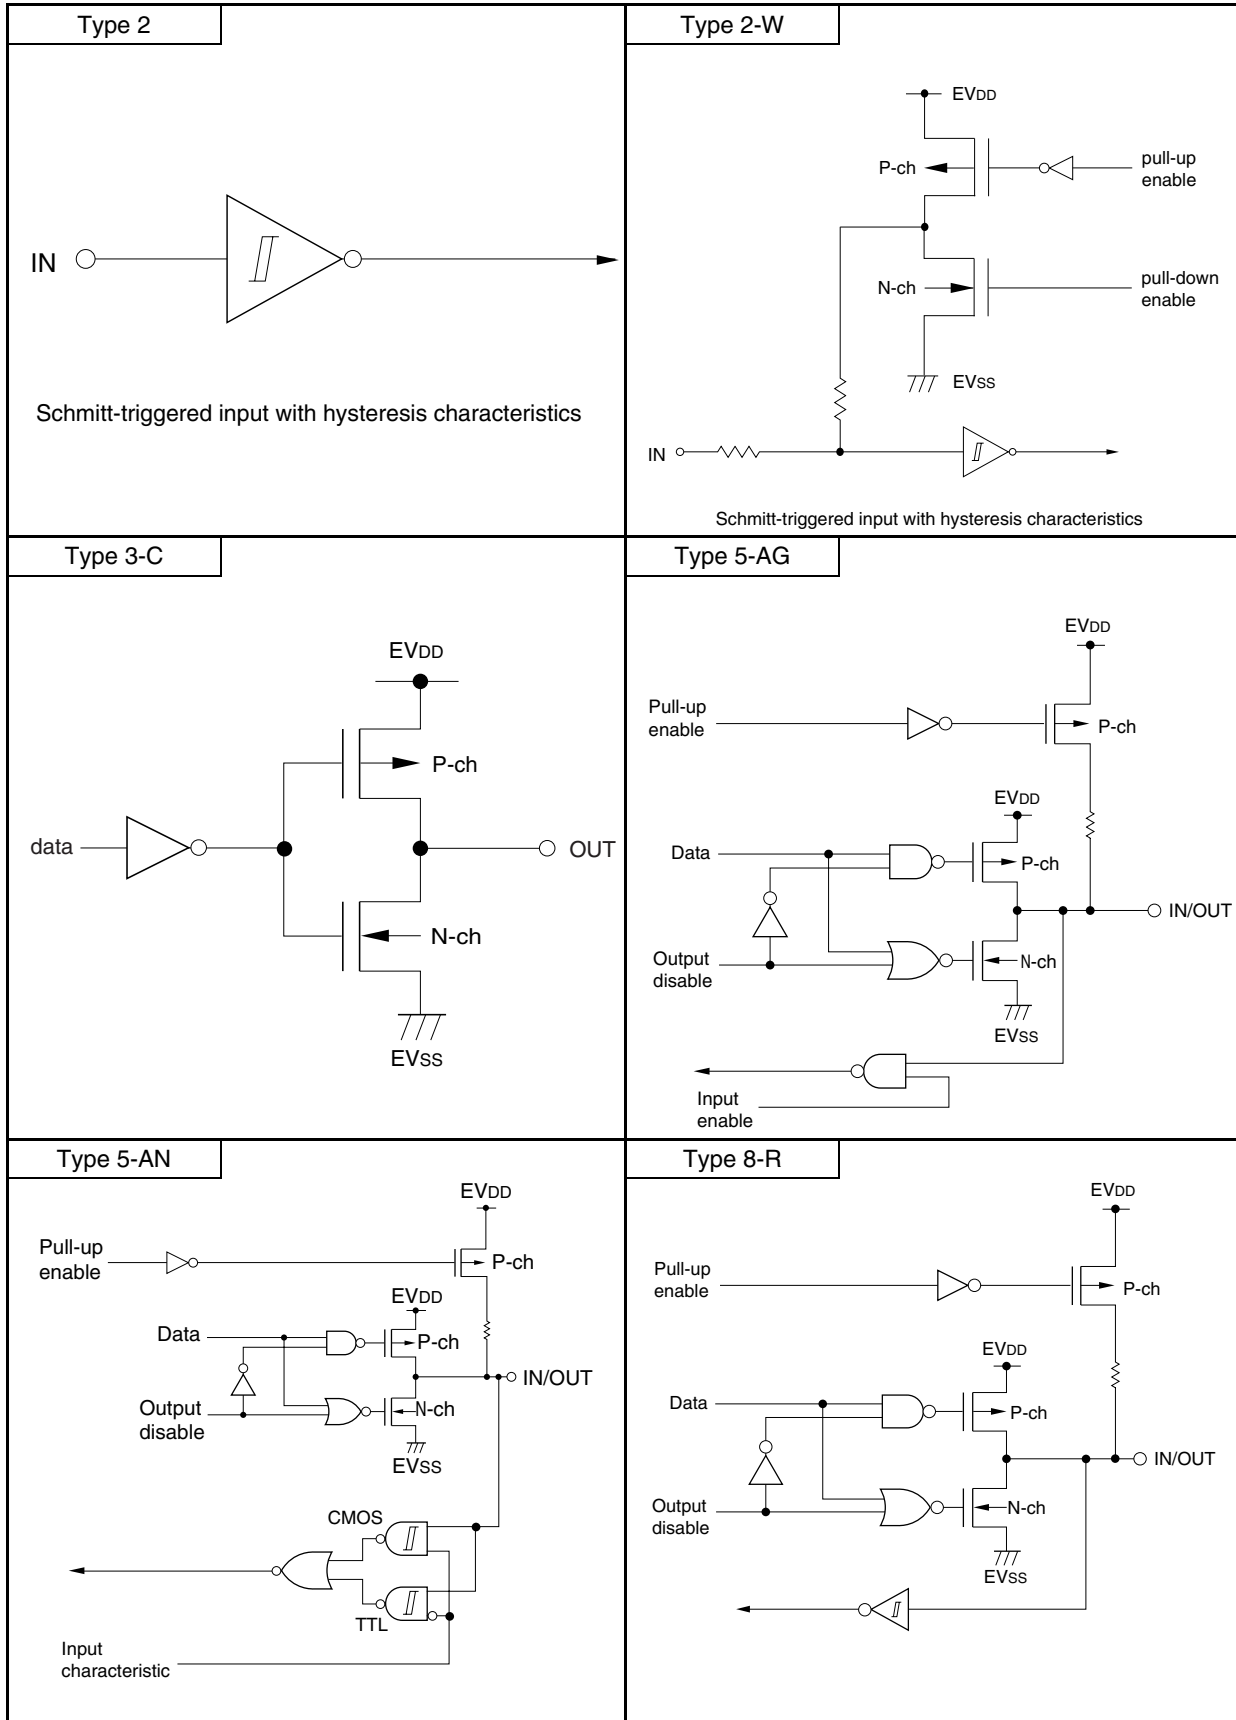 Type 2
IN
Schmitt-triggered input with hysteresis characteristics
Type 2-W
EVDD
P-ch
pull-up
enable
N-ch
pull-down
enable
EVSS
IN
Schmitt-triggered input with hysteresis characteristics
Type 3-C
EVDD
P-ch
data
OUT
N-ch
EVSS
Type 5-AG
EVDD
Pull-up
enable
P-ch
EVDD
Data
P-ch
IN/OUT
Output
disable
N-ch
EVSS
Input
enable
Type 5-AN
EVDD
Pull-up
enable
P-ch
EVDD
Data
P-ch
IN/OUT
Output
disable
N-ch
EVSS
CMOS
TTL
Input
characteristic
Type 8-R
EVDD
Pull-up
enable
P-ch
EVDD
Data
P-ch
IN/OUT
Output
disable
N-ch
EVSS